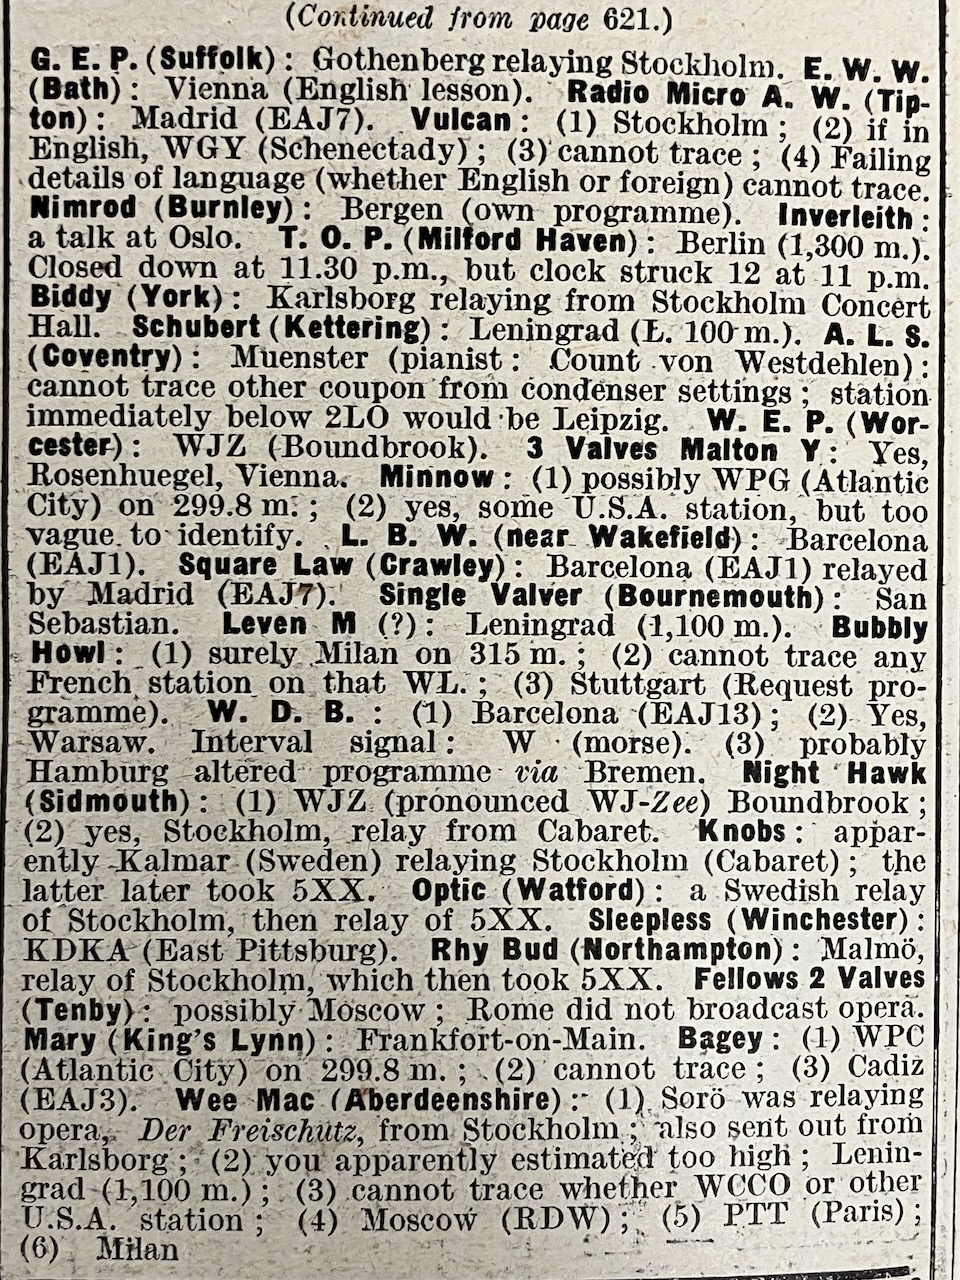 (Continued from page 621.)
G. E. P. (Suffolk): Gothenberg relaying Stockholm. E. W. W.
(Bath): Vienna (English lesson). Radio Micro A. W. (Tip-
ton): Madrid (EAJ7). Vulcan: (1) Stockholm; (2) if in
English, WGY (Schenectady); (3) cannot trace; (4) Failing
details of language (whether English or foreign) cannot trace.
Nimrod (Burnley): Bergen (own programme). Inverleith:
a talk at Oslo. T. O. P. (Milford Haven): Berlin (1,300 m.).
Closed down at 11.30 p.m., but clock struck 12 at 11 p.m.
Biddy (York): Karlsborg relaying from Stockholm Concert
Hall. Schubert (Kettering): Leningrad (L. 100 m.). A. L. S.
(Coventry): Muenster (pianist: Count von Westdehlen):
cannot trace other coupon from condenser settings; station
immediately below 2LO would be Leipzig. W. E. P. (Wor-
cester): WJZ (Boundbrook). 3 Valves Malton Y: Yes,
Rosenhuegel, Vienna. Minnow: (1) possibly WPG (Atlantic
City) on 299.8 m.; (2) yes, some U.S.A. station, but too
vague to identify. L. B. W. (near Wakefield): Barcelona
(EAJ1). Square Law (Crawley): Barcelona (EAJ1) relayed
by Madrid (EAJ7). Single Valver (Bournemouth): San
Sebastian. Leven M (?): Leningrad (1,100 m.). Bubbly
Howl: (1) surely Milan on 315 m.; (2) cannot trace any
French station on that WL.; (3) Stuttgart (Request pro-
gramme). W. D. B.: (1) Barcelona (EAJ13); (2) Yes,
Warsaw. Interval signal: W (morse). (3) probably
Hamburg altered programme via Bremen. Night Hawk
(Sidmouth): (1) WJZ (pronounced WJ-Zee) Boundbrook;
(2) yes, Stockholm, relay from Cabaret. Knobs: appar-
ently Kalmar (Sweden) relaying Stockholm (Cabaret); the
latter later took 5XX. Optic (Watford): a Swedish relay
of Stockholm, then relay of 5XX. Sleepless (Winchester):
KDKA (East Pittsburg). Rhy Bud (Northampton): Malmö,
relay of Stockholm, which then took 5XX. Fellows 2 Valves
(Tenby): possibly Moscow; Rome did not broadcast opera.
Mary (King's Lynn): Frankfort-on-Main. Bagey: (1) WPC
(Atlantic City) on 299.8 m.; (2) cannot trace; (3) Cadiz
(EAJ3). Wee Mac (Aberdeenshire): (1) Sorö was relaying
opera, Der Freischutz, from Stockholm; also sent out from
Karlsborg; (2) you apparently estimated too high; Lenin-
grad (1,100 m.); (3) cannot trace whether WCCO or other
U.S.A. station; (4) Moscow (RDW); (5) PTT (Paris);
(6) Milan